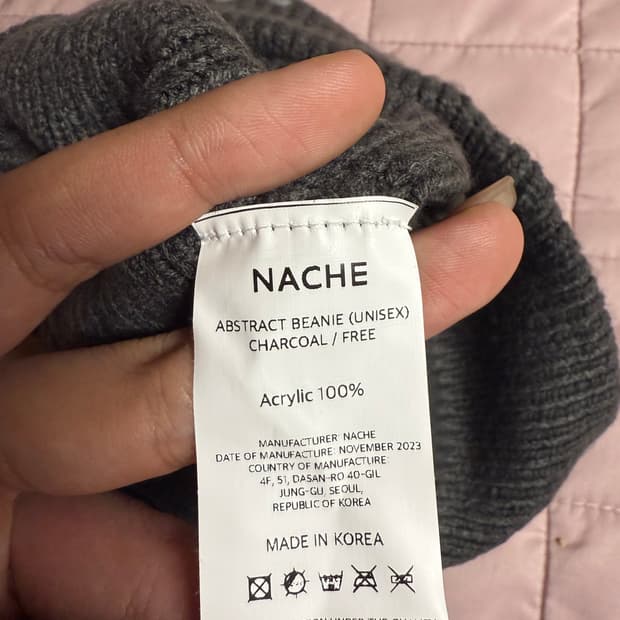 NACHE
ABSTRACT BEANIE (UNISEX)
CHARCOAL / FREE
Acrylic 100%
MANUFACTURER: NACHE
DATE OF MANUFACTURE: NOVEMBER 2023
COUNTRY OF MANUFACTURE:
4F, 51, DASAN-RO 40-GIL
JUNG-GU, SEOUL,
REPUBLIC OF KOREA
MADE IN KOREA